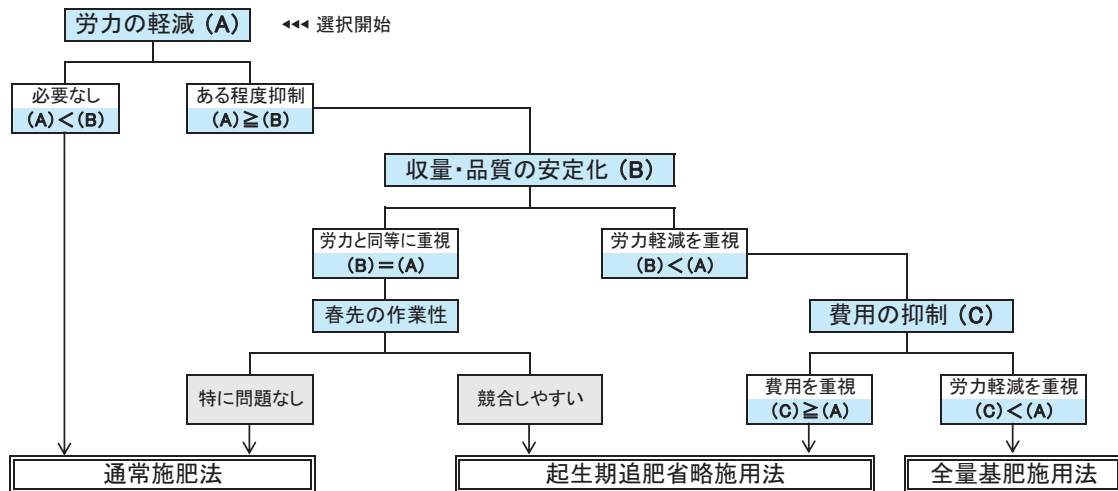 労力の軽減 (A)
◂◂◂ 選択開始
必要なし
(A)<(B)
ある程度抑制
(A)≧(B)
収量・品質の安定化 (B)
労力と同等に重視
(B)=(A)
労力軽減を重視
(B)<(A)
春先の作業性
費用の抑制 (C)
特に問題なし
競合しやすい
費用を重視
(C)≧(A)
労力軽減を重視
(C)<(A)
通常施肥法
起生期追肥省略施用法
全量基肥施用法